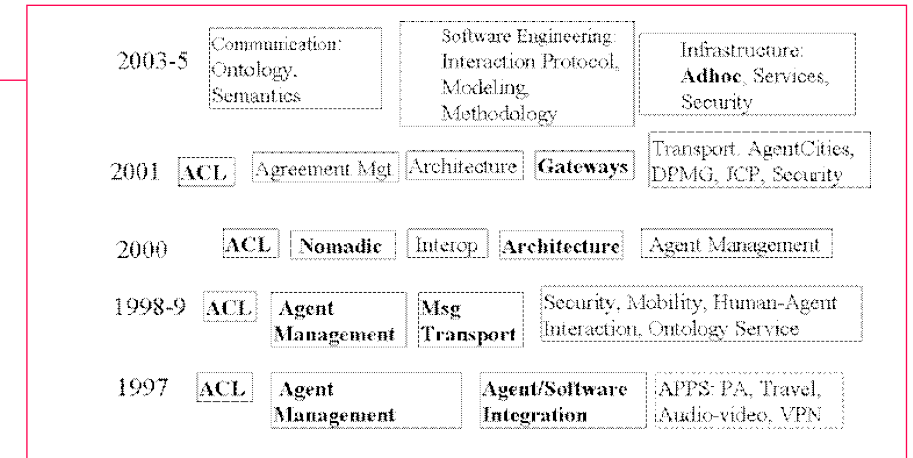 2003-5
Communication:
Ontology,
Semantics
Software Engineering:
Interaction Protocol,
Modeling,
Methodology
Infrastructure:
Adhoc, Services,
Security
2001
ACL
Agreement Mgt
Architecture
Gateways
Transport. AgentCities,
DPMG, JCP, Security
2000
ACL
Nomadic
Interop
Architecture
Agent Management
1998-9
ACL
Agent
Management
Msg
Transport
Security, Mobility, Human-Agent
Interaction, Ontology Service
1997
ACL
Agent
Management
Agent/Software
Integration
APPS: PA, Travel,
Audio-video, VPN